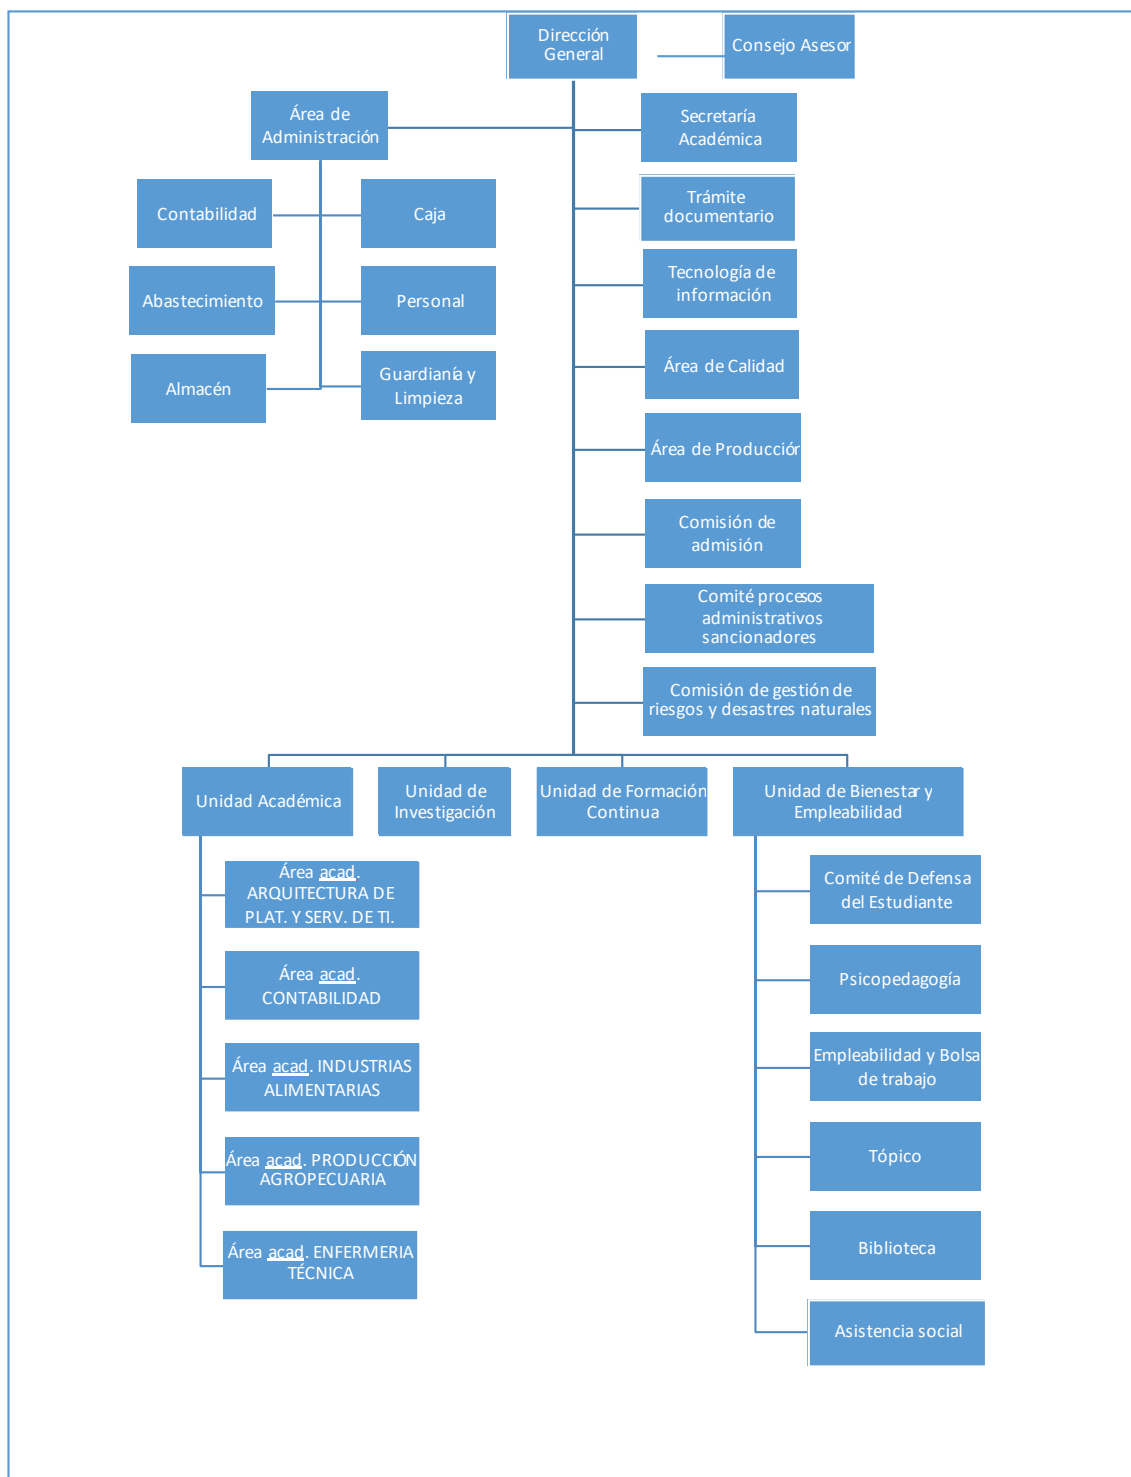 Dirección
General
Consejo Asesor
Área de
Administración
Secretaría
Académica
Contabilidad
Caja
Trámite
documentario
Abastecimiento
Personal
Tecnología de
información
Almacén
Guardianía y
Limpieza
Área de Calidad
Área de Producción
Comisión de
admisión
Comité procesos
administrativos
sancionadores
Comisión de gestión de
riesgos y desastres naturales
Unidad Académica
Unidad de
Investigación
Unidad de Formación
Continua
Unidad de Bienestar y
Empleabilidad
Área acad.
ARQUITECTURA DE
PLAT. Y SERV. DE TI.
Área acad.
CONTABILIDAD
Área acad. INDUSTRIAS
ALIMENTARIAS
Área acad. PRODUCCIÓN
AGROPECUARIA
Área acad. ENFERMERIA
TÉCNICA
Comité de Defensa
del Estudiante
Psicopedagogía
Empleabilidad y Bolsa
de trabajo
Tópico
Biblioteca
Asistencia social